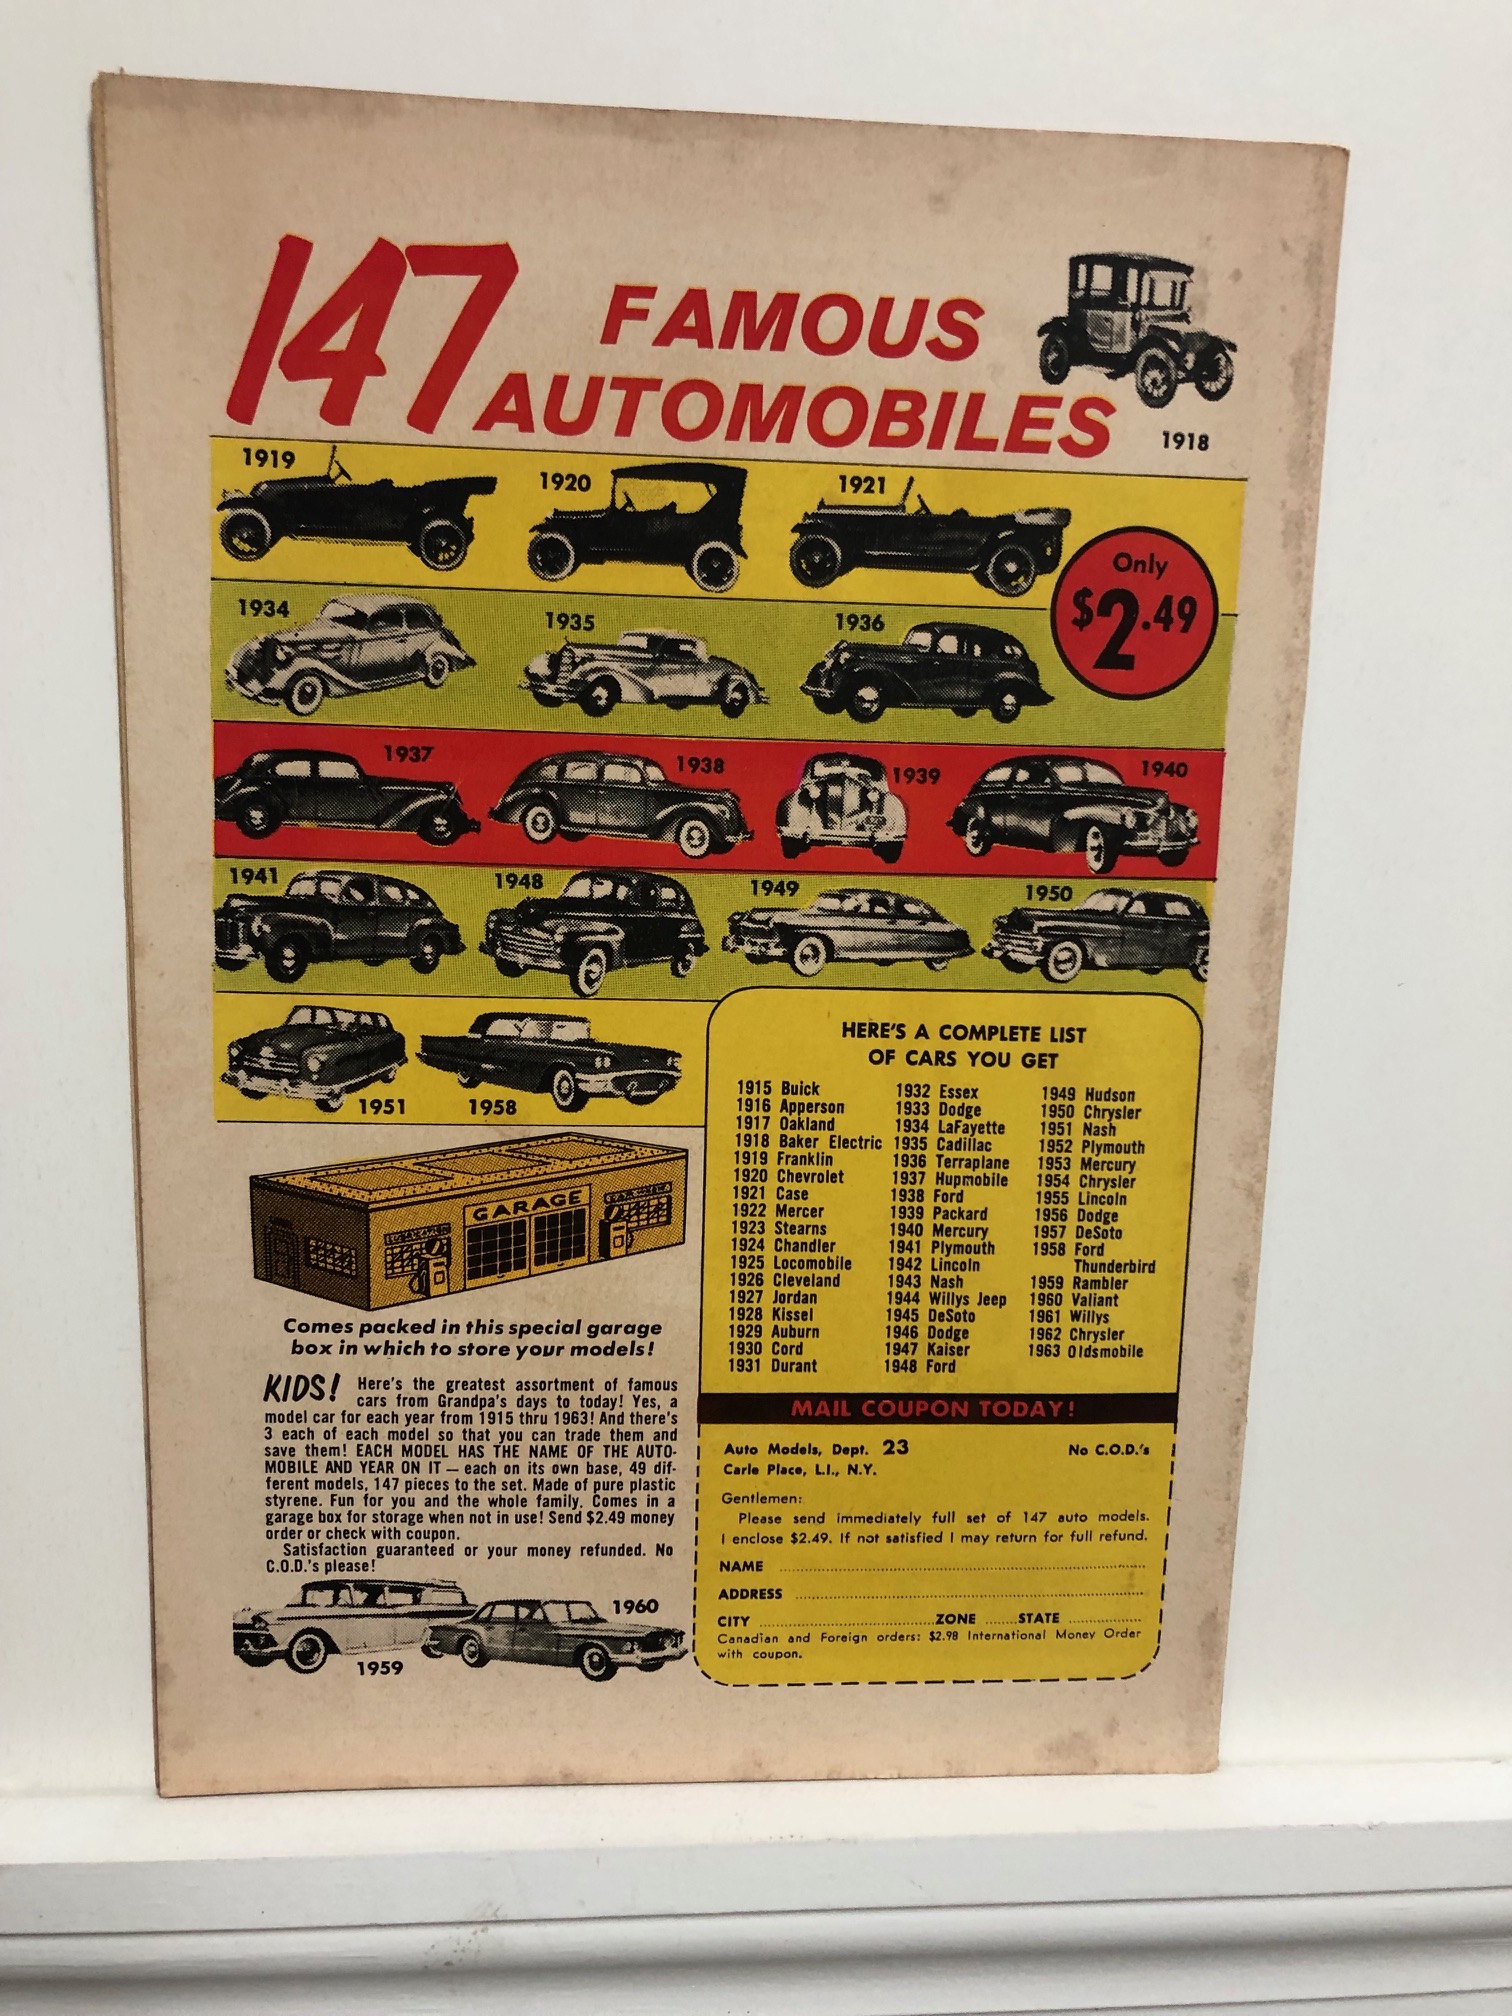 147 FAMOUS
AUTOMOBILES
1918
1919
1920
1921
Only
$2.49
1934
1935
1936
1937
1938
1939
1940
1941
1948
1949
1950
1951
1958
GARAGE
Comes packed in this special garage
box in which to store your models!
KIDS! Here's the greatest assortment of famous
cars from Grandpa's days to today! Yes, a
model car for each year from 1915 thru 1963! And there's
3 each of each model so that you can trade them and
save them! EACH MODEL HAS THE NAME OF THE AUTO-
MOBILE AND YEAR ON IT — each on its own base, 49 dif-
ferent models, 147 pieces to the set. Made of pure plastic
styrene. Fun for you and the whole family. Comes in a
garage box for storage when not in use! Send $2.49 money
order or check with coupon.
Satisfaction guaranteed or your money refunded. No
C.O.D.'s please!
1959
1960
HERE'S A COMPLETE LIST
OF CARS YOU GET
1915 Buick
1916 Apperson
1917 Oakland
1918 Baker Electric
1919 Franklin
1920 Chevrolet
1921 Case
1922 Mercer
1923 Stearns
1924 Chandler
1925 Locomobile
1926 Cleveland
1927 Jordan
1928 Kissel
1929 Auburn
1930 Cord
1931 Durant
1932 Essex
1933 Dodge
1934 LaFayette
1935 Cadillac
1936 Terraplane
1937 Hupmobile
1938 Ford
1939 Packard
1940 Mercury
1941 Plymouth
1942 Lincoln
1943 Nash
1944 Willys Jeep
1945 DeSoto
1946 Dodge
1947 Kaiser
1948 Ford
1949 Hudson
1950 Chrysler
1951 Nash
1952 Plymouth
1953 Mercury
1954 Chrysler
1955 Lincoln
1956 Dodge
1957 DeSoto
1958 Ford
Thunderbird
1959 Rambler
1960 Valiant
1961 Willys
1962 Chrysler
1963 Oldsmobile
MAIL COUPON TODAY!
Auto Models, Dept. 23 No C.O.D.'s
Carle Place, L.I., N.Y.
Gentlemen:
Please send immediately full set of 147 auto models.
I enclose $2.49. If not satisfied I may return for full refund.
NAME
ADDRESS
CITY ZONE STATE
Canadian and Foreign orders: $2.98 International Money Order
with coupon.